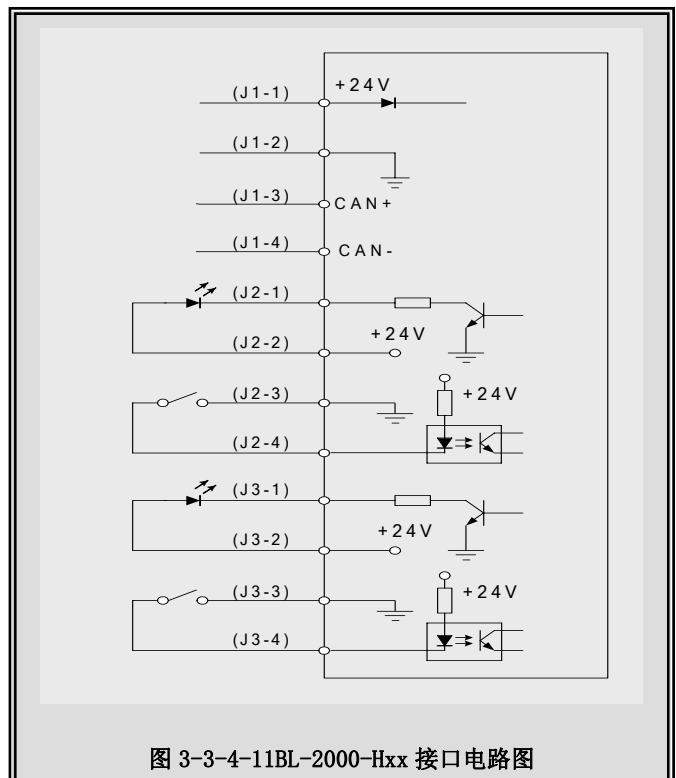 (J1-1) +24V
(J1-2)
(J1-3) CAN+
(J1-4) CAN-
(J2-1)
(J2-2) +24V
(J2-3) +24V
(J2-4)
(J3-1)
(J3-2) +24V
(J3-3) +24V
(J3-4)
图 3-3-4-11BL-2000-Hxx 接口电路图